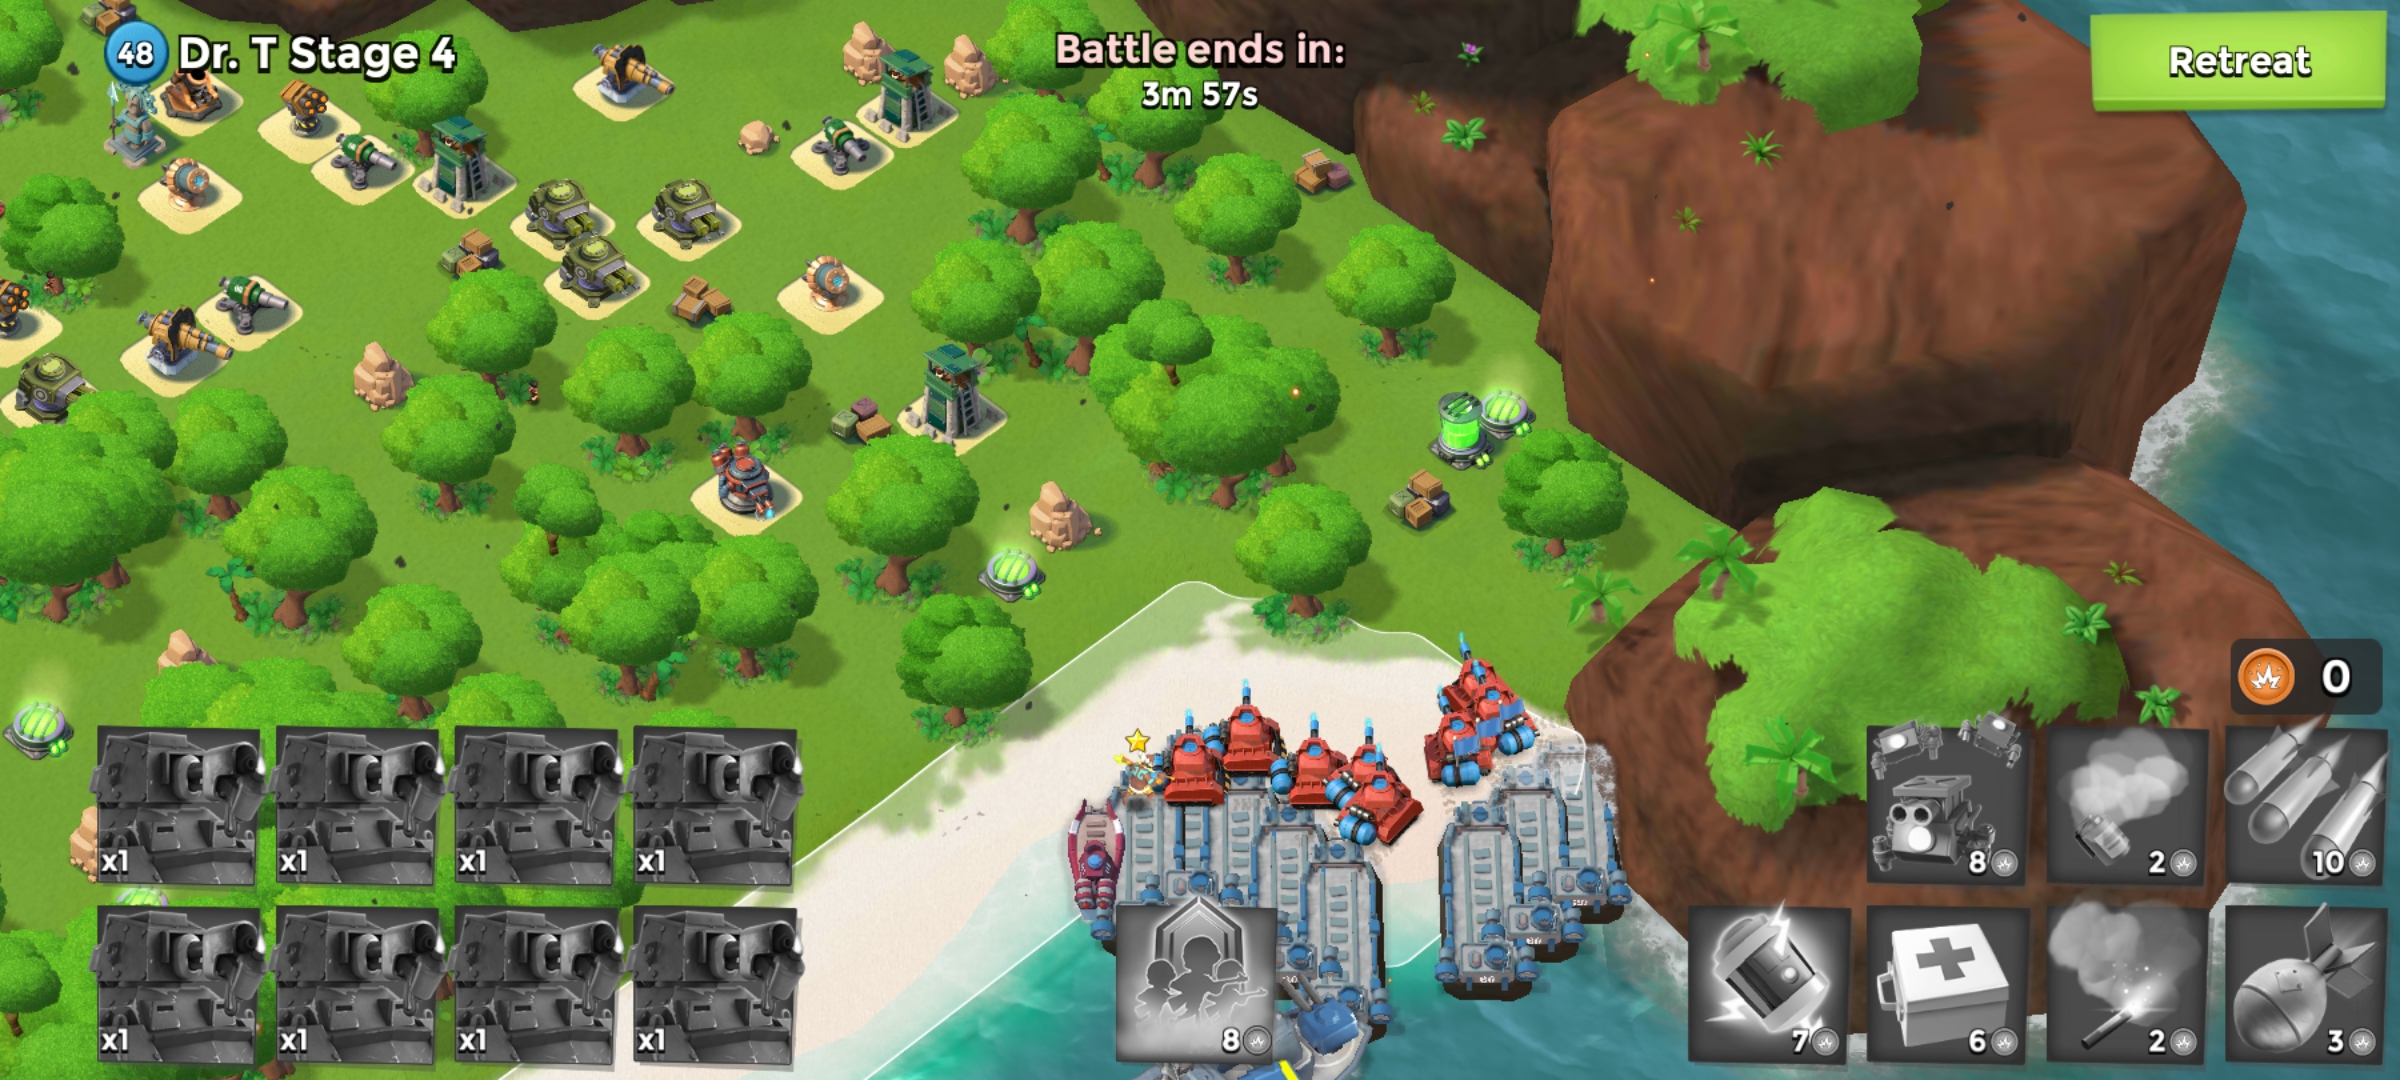 48 Dr. T Stage 4
Battle ends in:
3m 57s
Retreat
0
x1 x1 x1 x1
8 2 10
x1 x1 x1 x1
8
7 6 2 3